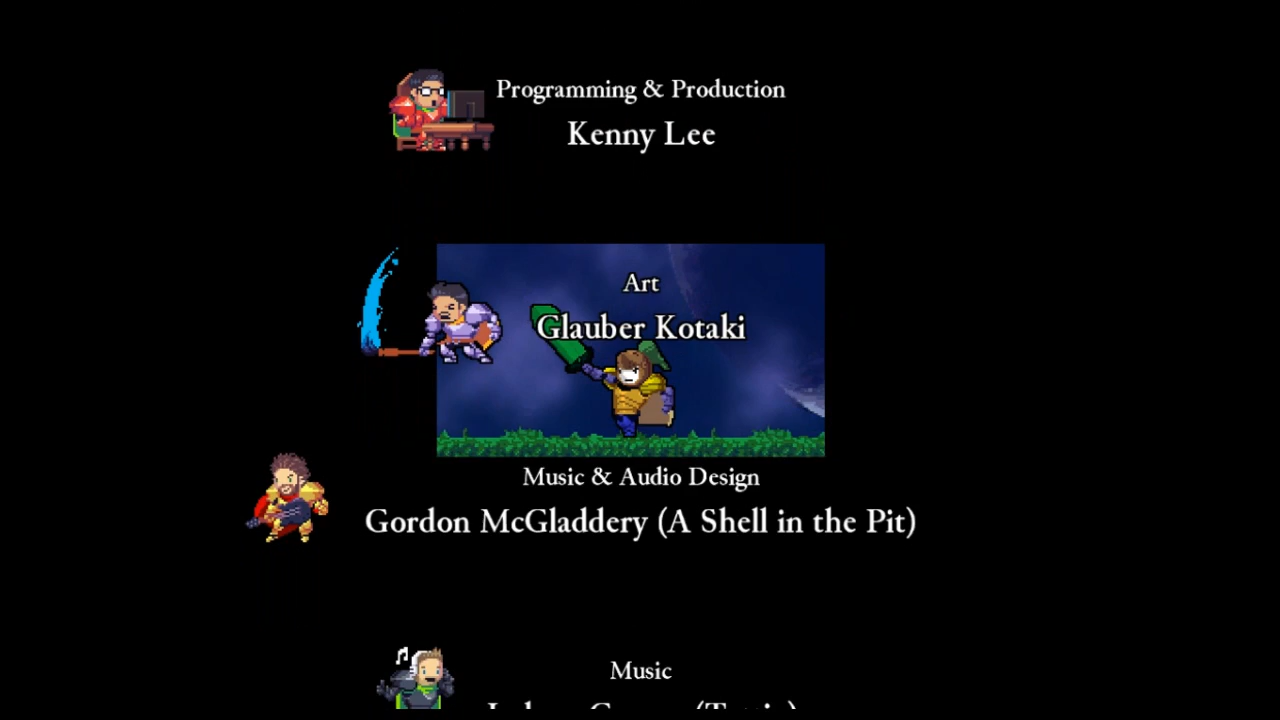 Programming & Production
Kenny Lee
Art
Glauber Kotaki
Music & Audio Design
Gordon McGladdery (A Shell in the Pit)
Music